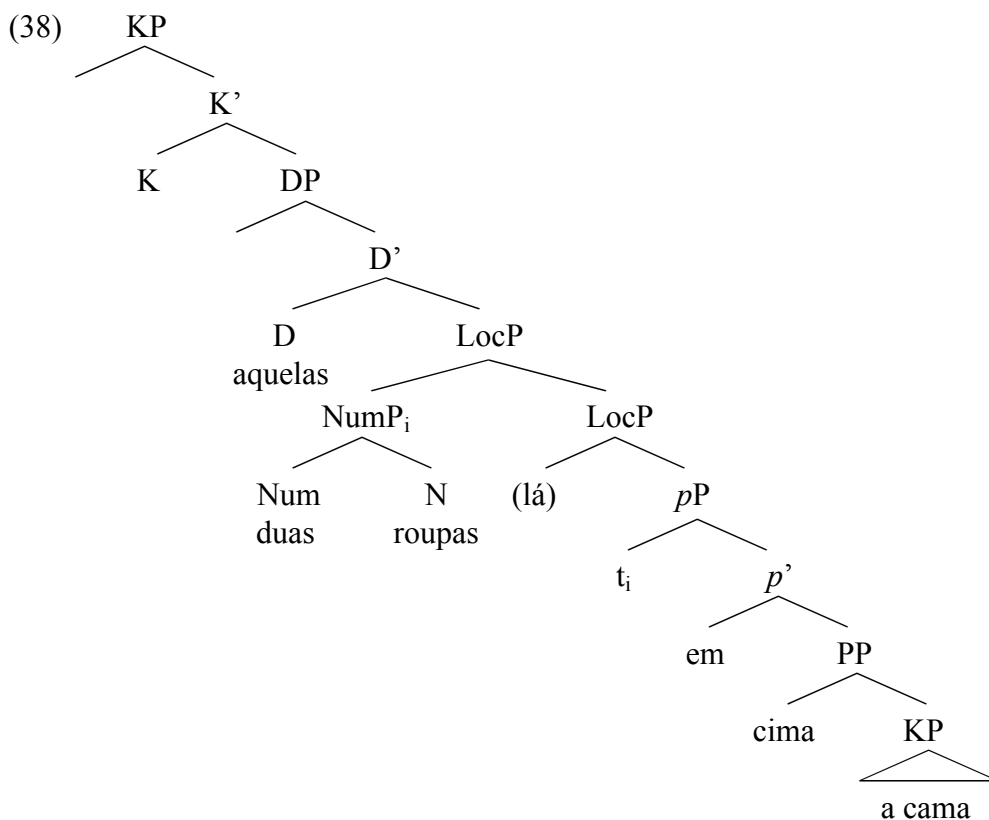 (38) KP
K’
K DP
D’
D LocP
aquelas
NumPi LocP
Num N (lá) pP
duas roupas
ti p’
em PP
cima KP
a cama